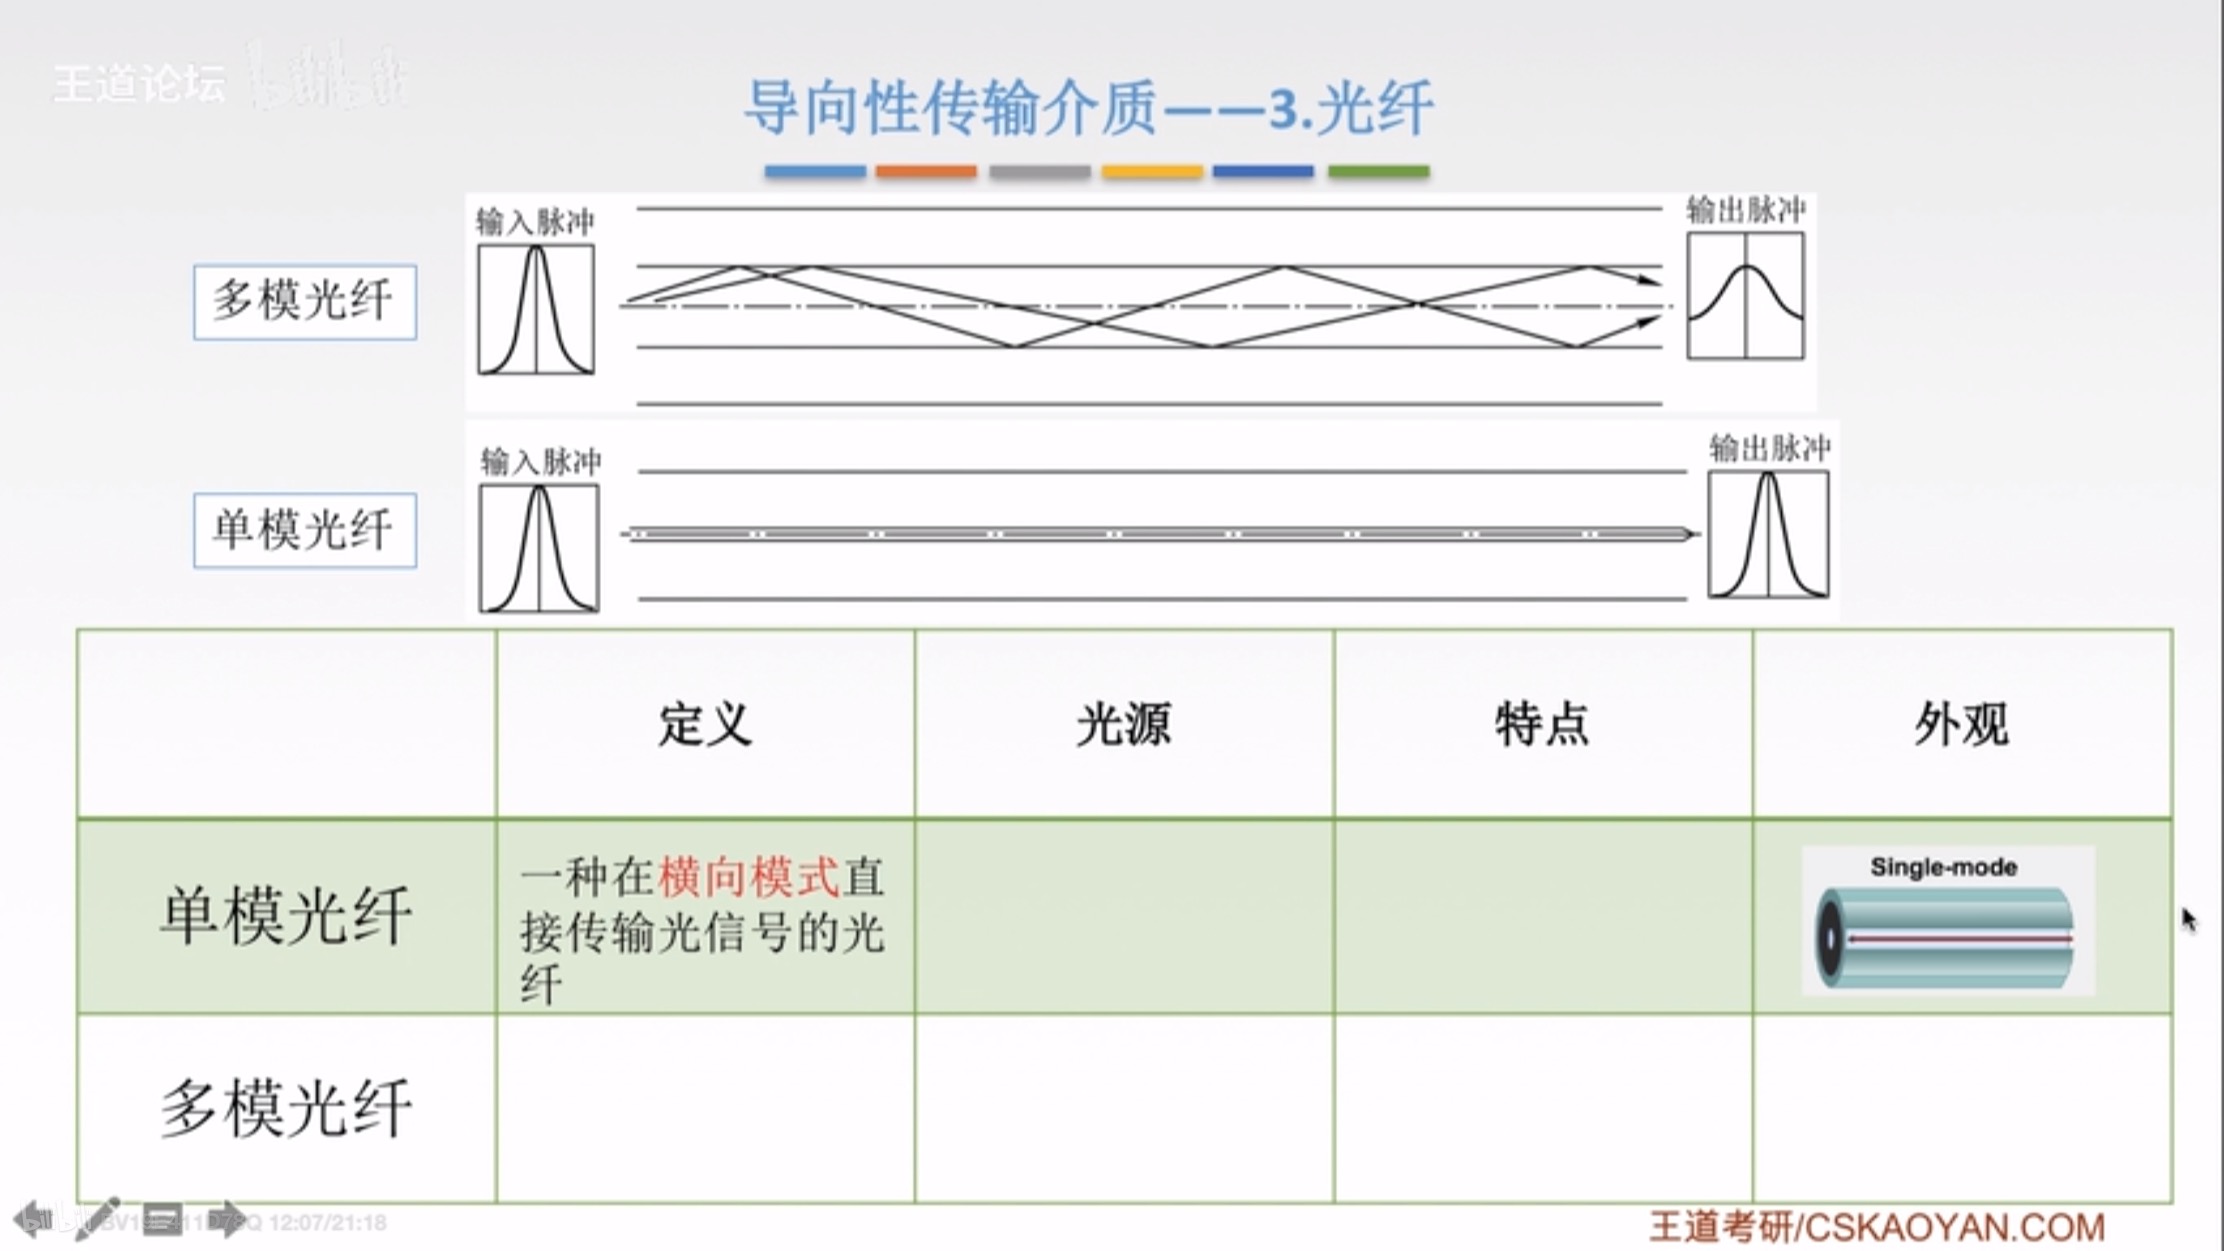 王道论坛 bilibili
导向性传输介质——3.光纤
输入脉冲
输出脉冲
多模光纤
输入脉冲
输出脉冲
单模光纤
定义
光源
特点
外观
单模光纤
一种在横向模式直
接传输光信号的光
纤
Single-mode
多模光纤
12:07/21:18
王道考研/CSKAOYAN.COM